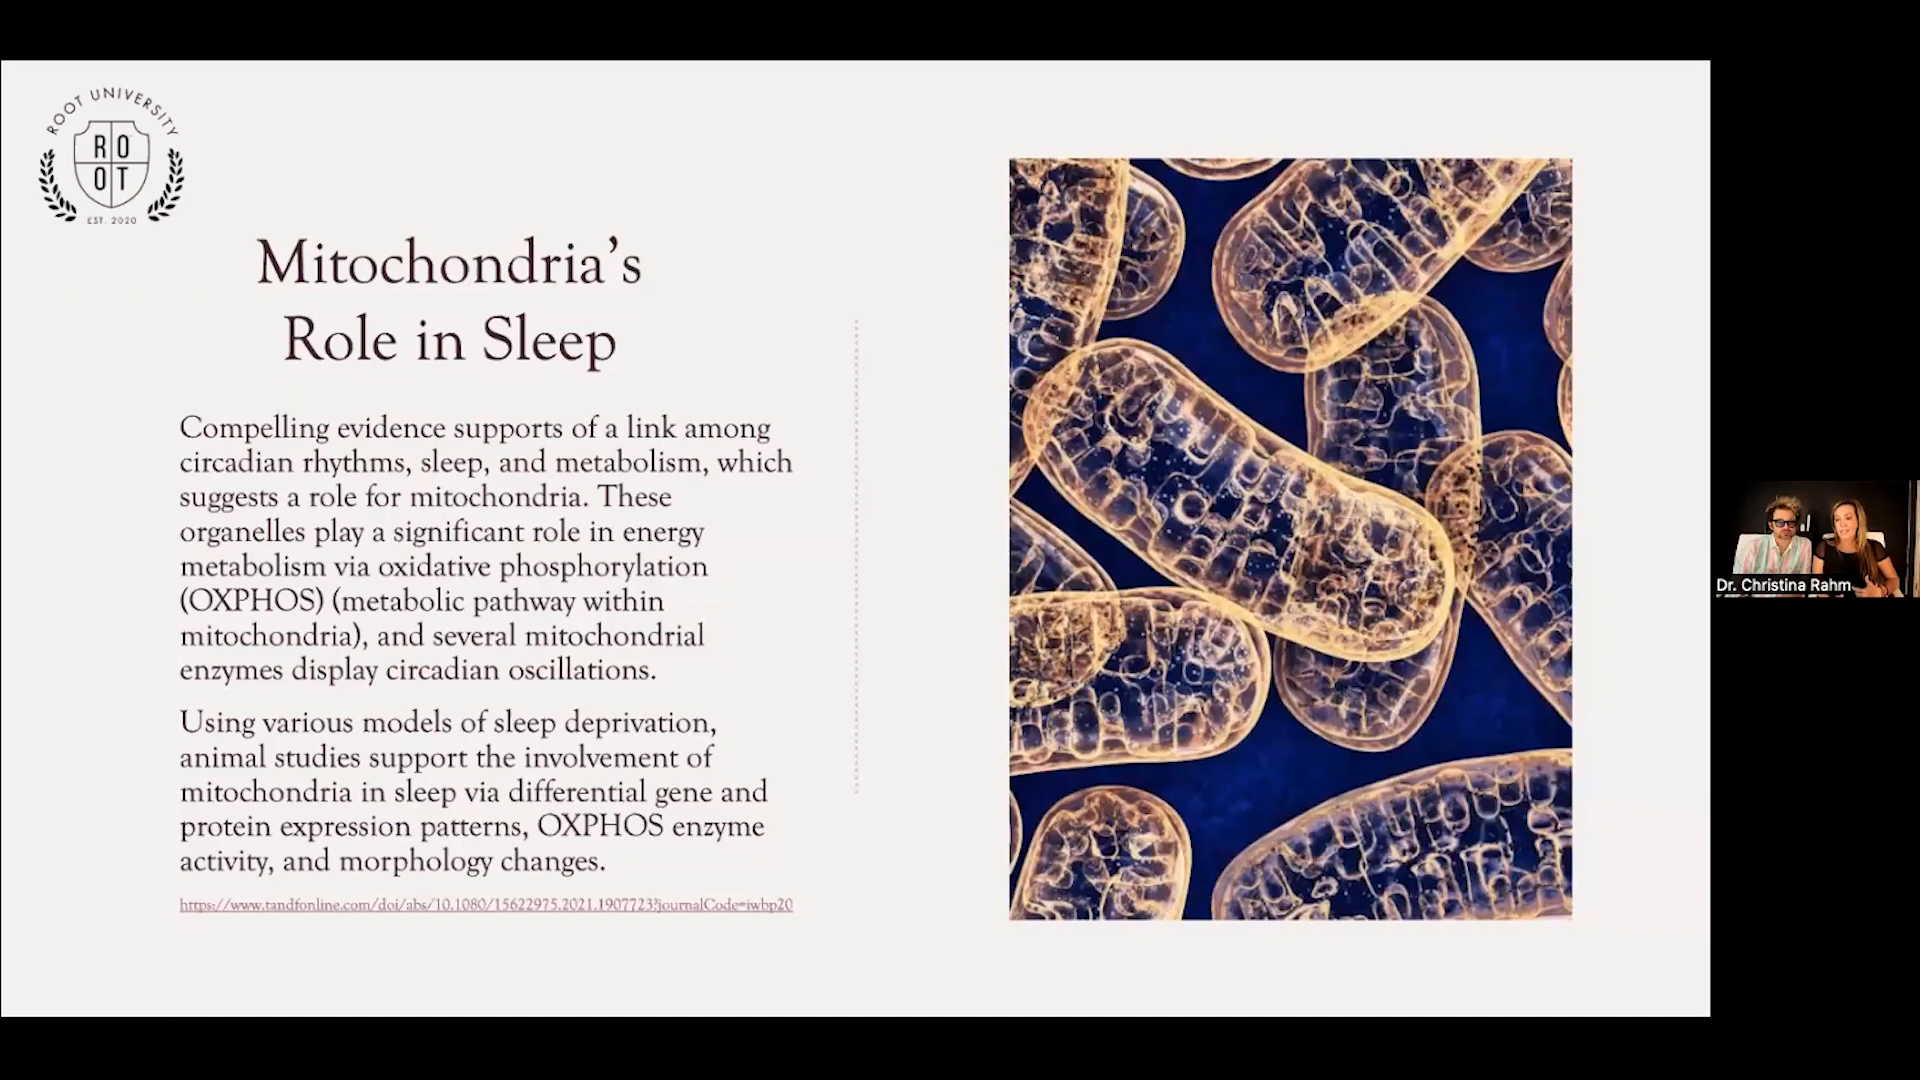 ROOT UNIVERSITY
RO
OT
EST. 2020
Mitochondria’s
Role in Sleep
Compelling evidence supports of a link among
circadian rhythms, sleep, and metabolism, which
suggests a role for mitochondria. These
organelles play a significant role in energy
metabolism via oxidative phosphorylation
(OXPHOS) (metabolic pathway within
mitochondria), and several mitochondrial
enzymes display circadian oscillations.
Using various models of sleep deprivation,
animal studies support the involvement of
mitochondria in sleep via differential gene and
protein expression patterns, OXPHOS enzyme
activity, and morphology changes.
https://www.tandfonline.com/doi/abs/10.1080/15622975.2021.1907723?journalCode=iwbp20
Dr. Christina Rahm